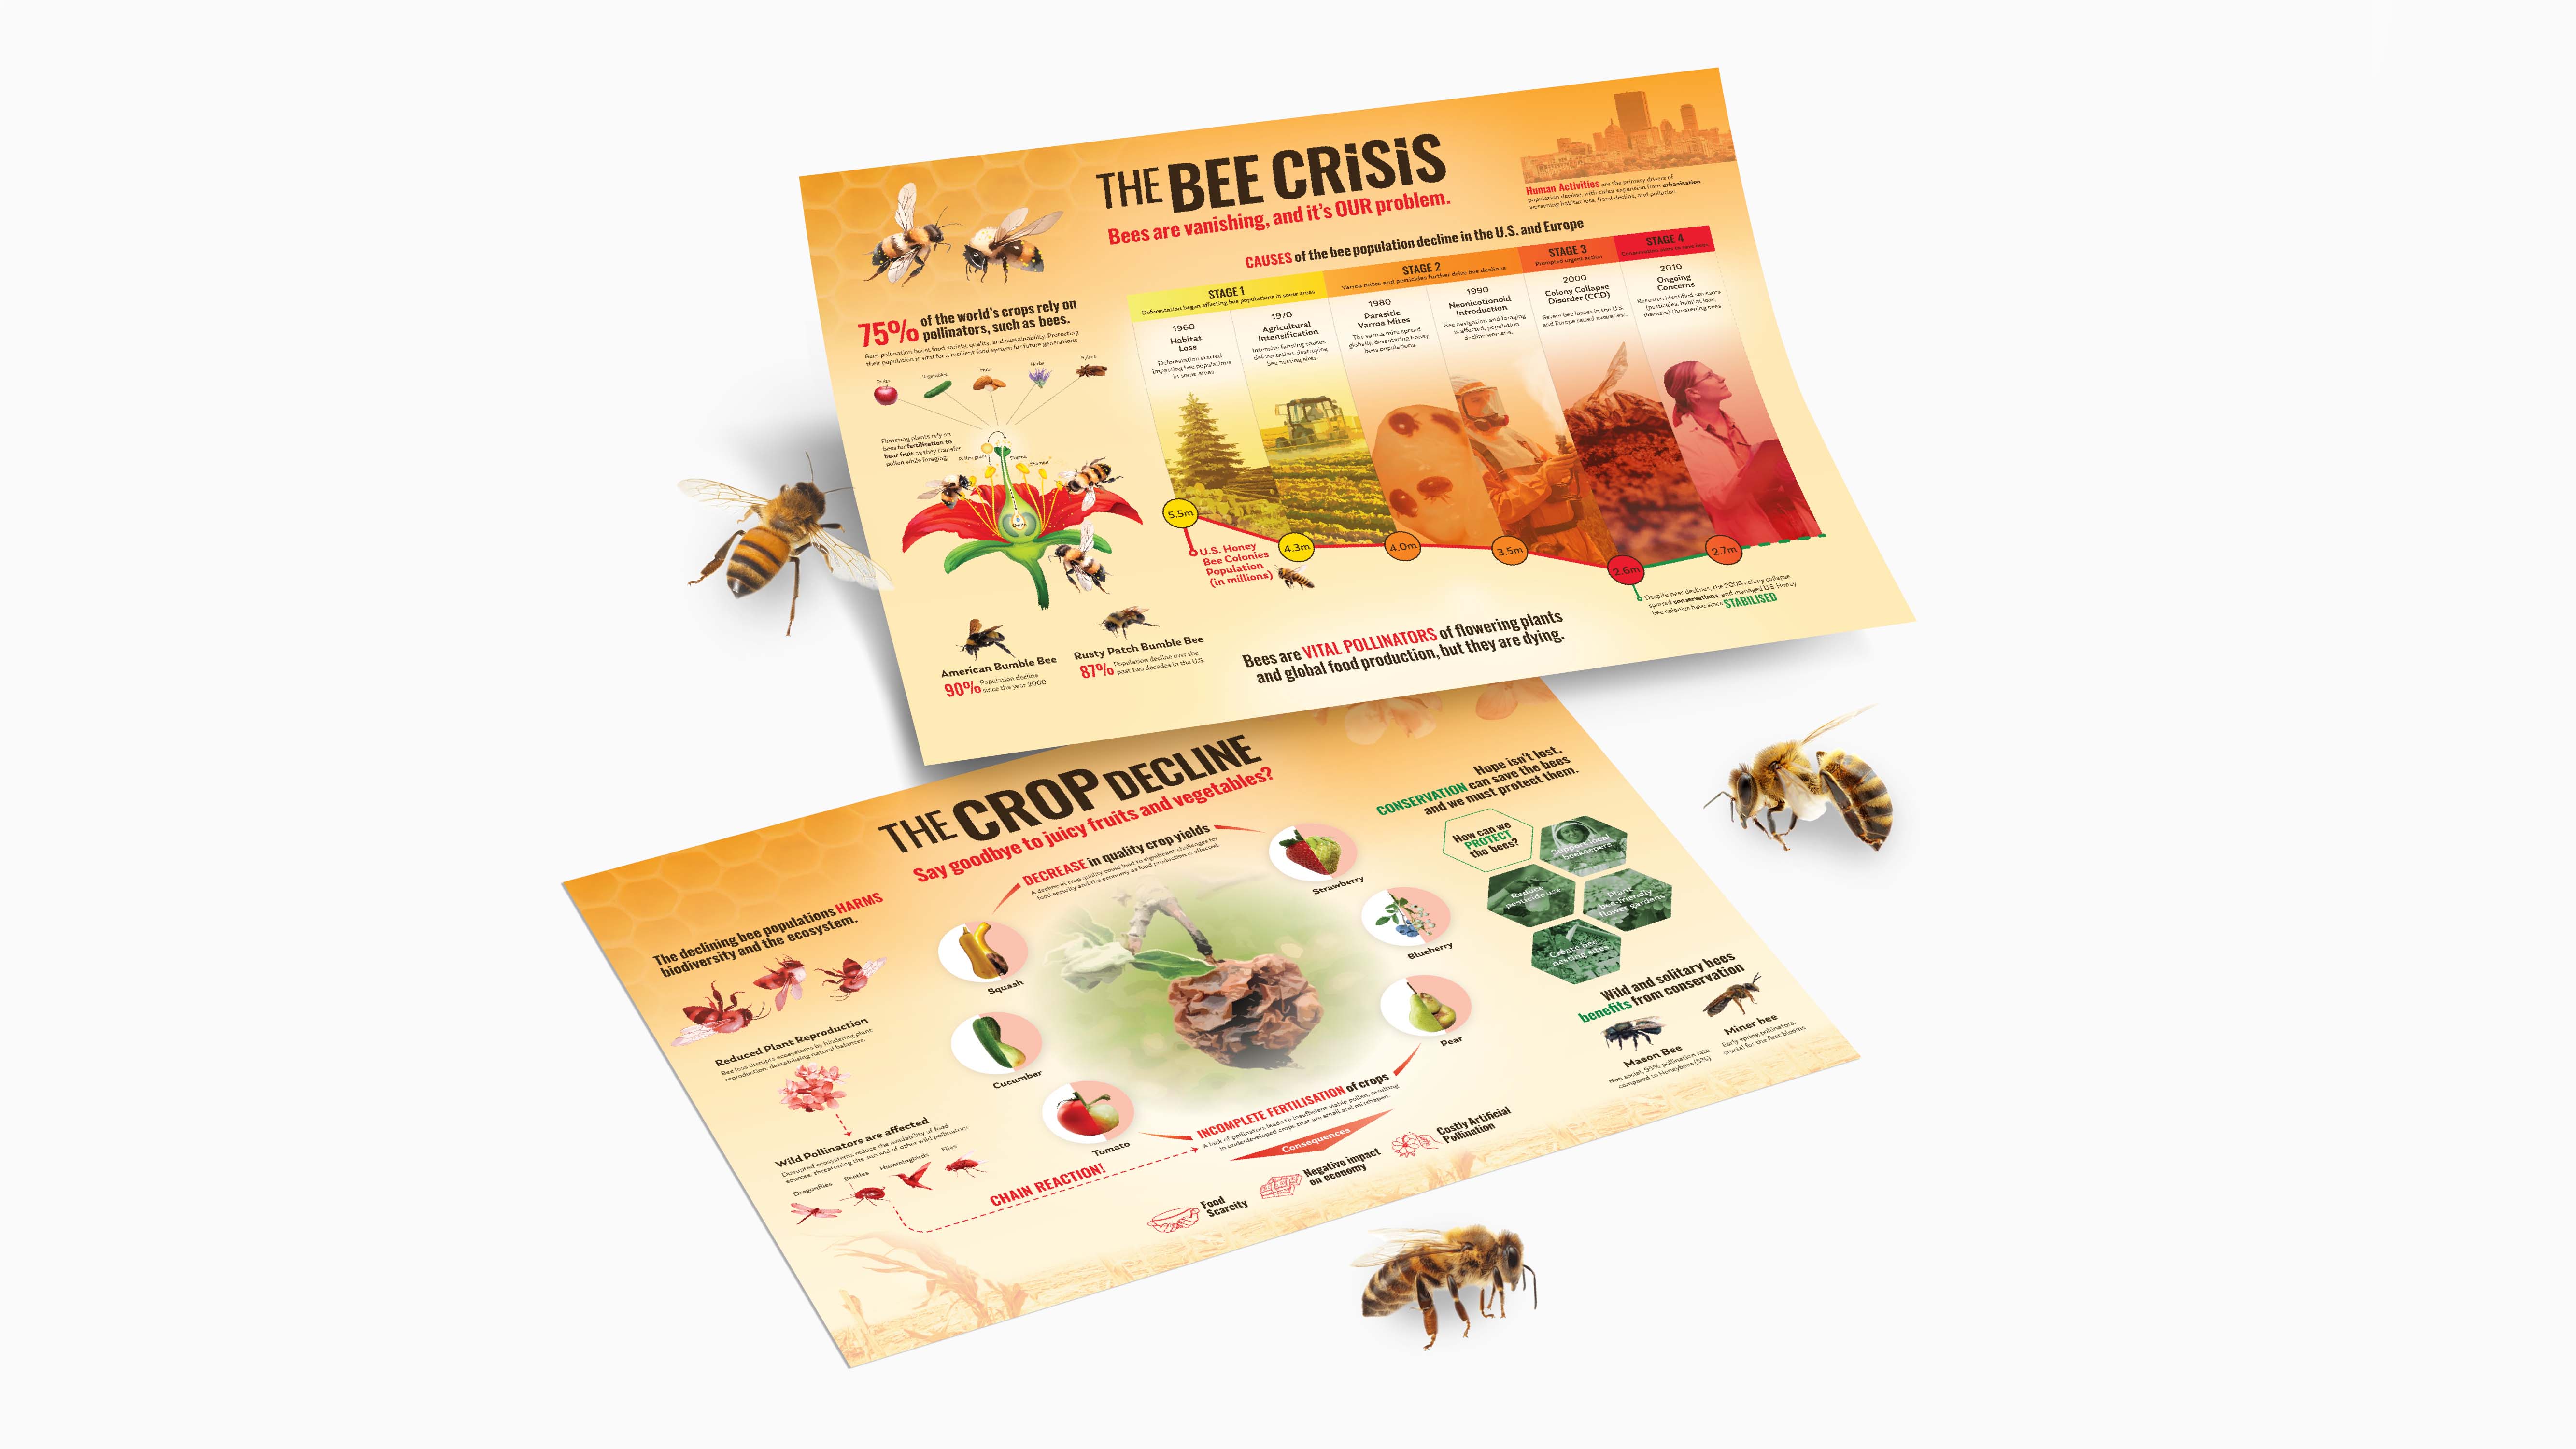 THE BEE CRiSiS
Bees are vanishing, and it's OUR problem.
Human Activities are the primary drivers of
population decline, with cities' expansion from urbanization
worsening habitat loss, floral decline, and pollution
75% of the world's crops rely on
pollinators, such as bees.
Bees pollination boost food variety, quality, and sustainability. Protecting
their population is vital for a resilient food system for future generations.
Fruits
Vegetables
Nuts
Herbs
Spices
Flowering plants rely on
bees for fertilisation to
bear fruit as they transfer
pollen while foraging.
Pollen grain
Stigma
Stamen
Ovule
American Bumble Bee
90% Population decline
since the year 2000
Rusty Patch Bumble Bee
87% Population decline over the
past two decades in the U.S.
CAUSES of the bee population decline in the U.S. and Europe
STAGE 1
Deforestation began affecting bee populations in some areas
STAGE 2
Varroa mites and pesticides further drive bee declines
STAGE 3
Prompted urgent action
STAGE 4
Conservation aims to save bees
1960
Habitat
Loss
Deforestation started
impacting bee populations
in some areas.
1970
Agricultural
Intensification
Intensive farming causes
deforestation, destroying
bee nesting sites.
1980
Parasitic
Varroa Mites
The varroa mite spread
globally, devastating honey
bees populations.
1990
Neonicotionoid
Introduction
Bee navigation and foraging
is affected, population
decline worsens.
2000
Colony Collapse
Disorder (CCD)
Severe bee losses in the U.S.
and Europe raised awareness.
2010
Ongoing
Concerns
Research identified stressors
(pesticides, habitat loss,
diseases) threatening bees
5.5m
4.3m
4.0m
3.5m
2.6m
2.7m
U.S. Honey
Bee Colonies
Population
(in millions)
Despite past declines, the 2006 colony collapse
spurred conservations, and managed U.S. Honey
bee colonies have since STABILISED
Bees are VITAL POLLINATORS of flowering plants
and global food production, but they are dying.
THE CROP DECLINE
Say goodbye to juicy fruits and vegetables?
The declining bee populations HARMS
biodiversity and the ecosystem.
Reduced Plant Reproduction
Bee loss disrupts ecosystems by hindering plant
reproduction, destabilising natural balances
Wild Pollinators are affected
Disrupted ecosystems reduce the availability of food
sources, threatening the survival of other wild pollinators.
Dragonflies
Beetles
Hummingbirds
Flies
CHAIN REACTION!
DECREASE in quality crop yields
A decline in crop quality could lead to significant challenges for
food security and the economy as food production is affected.
Squash
Cucumber
Tomato
Strawberry
Blueberry
Pear
INCOMPLETE FERTILISATION of crops
A lack of pollinators leads to insufficient viable pollen, resulting
in underdeveloped crops that are small and misshapen.
Consequences
Food
Scarcity
Negative impact
on economy
Costly Artificial
Pollination
Hope isn't lost.
CONSERVATION can save the bees
and we must protect them.
How can we
PROTECT
the bees?
Support local
beekeepers
Reduce
pesticide use
Plant
bee-friendly
flower gardens
Create bee
nesting sites
Wild and solitary bees
benefits from conservation
Mason Bee
Non social, 95% pollination rate
compared to Honeybees (5%)
Miner bee
Early spring pollinators,
crucial for the first blooms